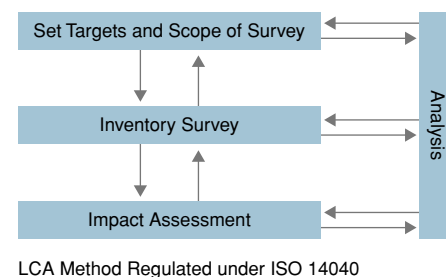 Set Targets and Scope of Survey
Inventory Survey
Impact Assessment
Analysis
LCA Method Regulated under ISO 14040